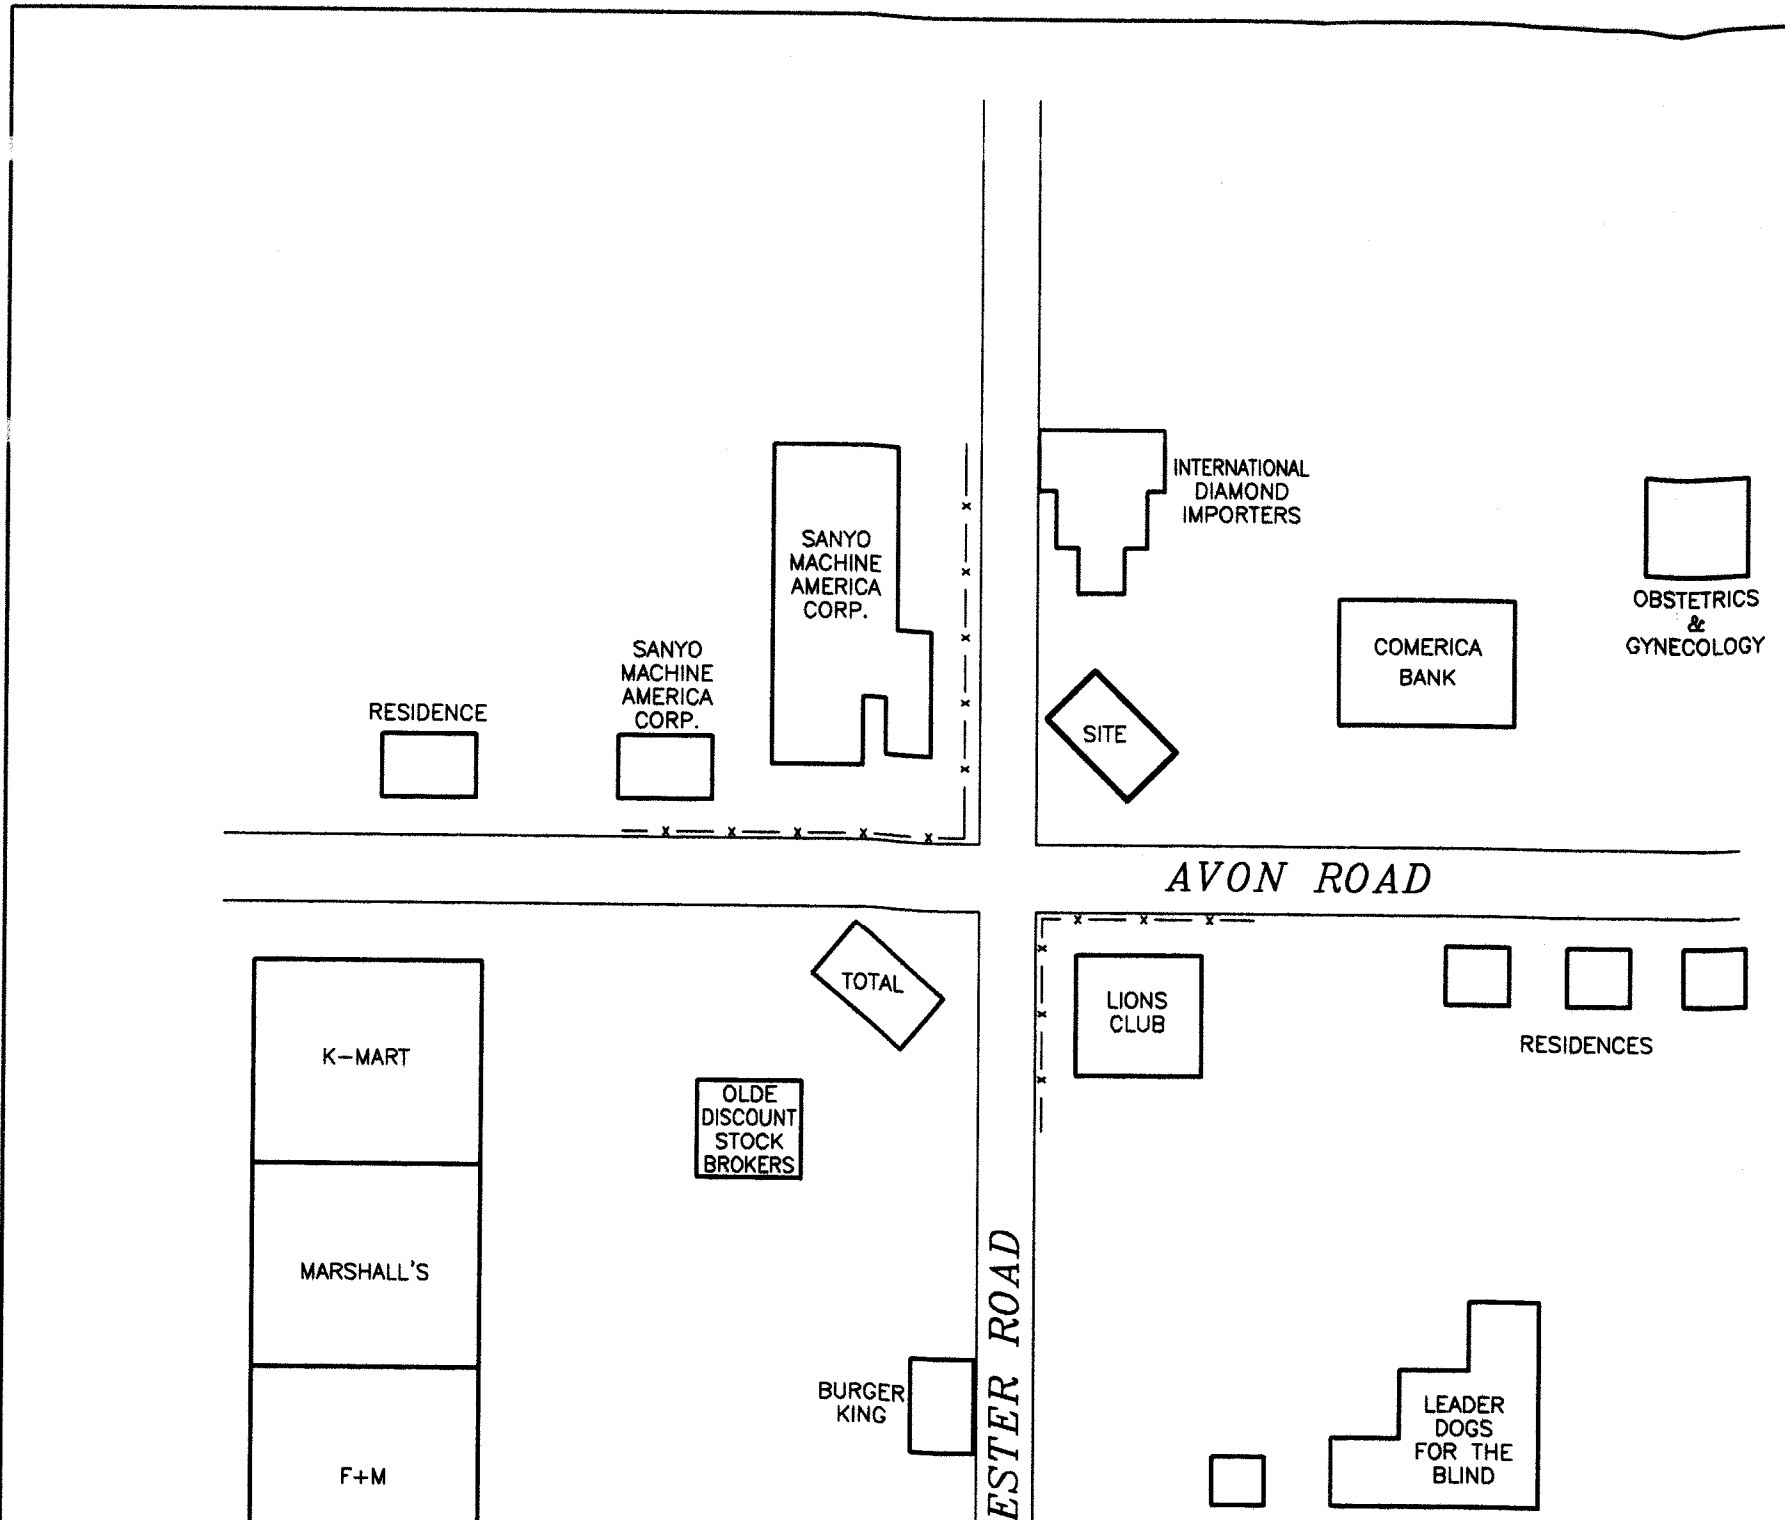 INTERNATIONAL
DIAMOND
IMPORTERS
SANYO
MACHINE
AMERICA
CORP.
OBSTETRICS
&
GYNECOLOGY
COMERICA
BANK
SANYO
MACHINE
AMERICA
CORP.
RESIDENCE
SITE
AVON ROAD
TOTAL
LIONS
CLUB
RESIDENCES
K-MART
OLDE
DISCOUNT
STOCK
BROKERS
MARSHALL'S
ESTER ROAD
BURGER
KING
LEADER
DOGS
FOR THE
BLIND
F+M